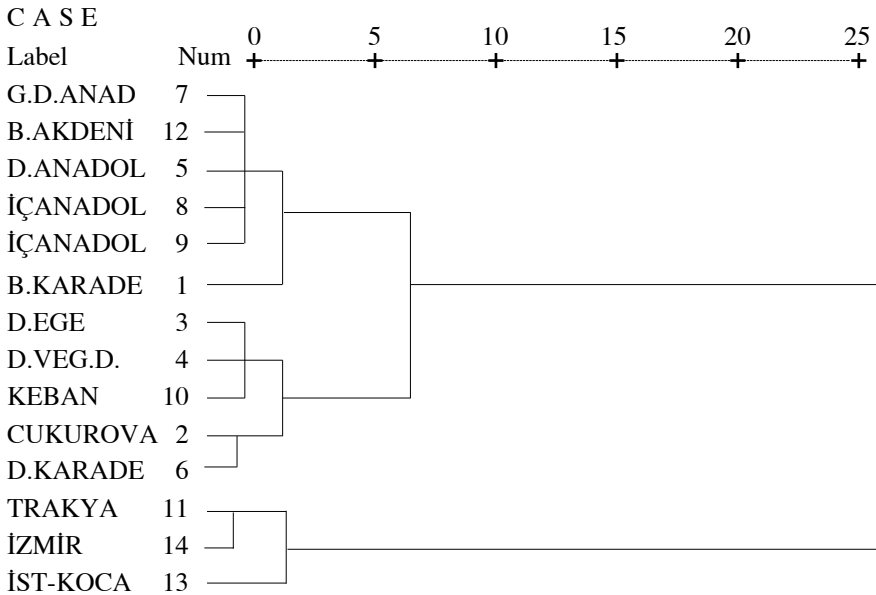 C A S E
0 5 10 15 20 25
Label Num
G.D.ANAD 7
B.AKDENİ 12
D.ANADOL 5
İÇANADOL 8
İÇANADOL 9
B.KARADE 1
D.EGE 3
D.VEG.D. 4
KEBAN 10
CUKUROVA 2
D.KARADE 6
TRAKYA 11
İZMİR 14
İST-KOCA 13